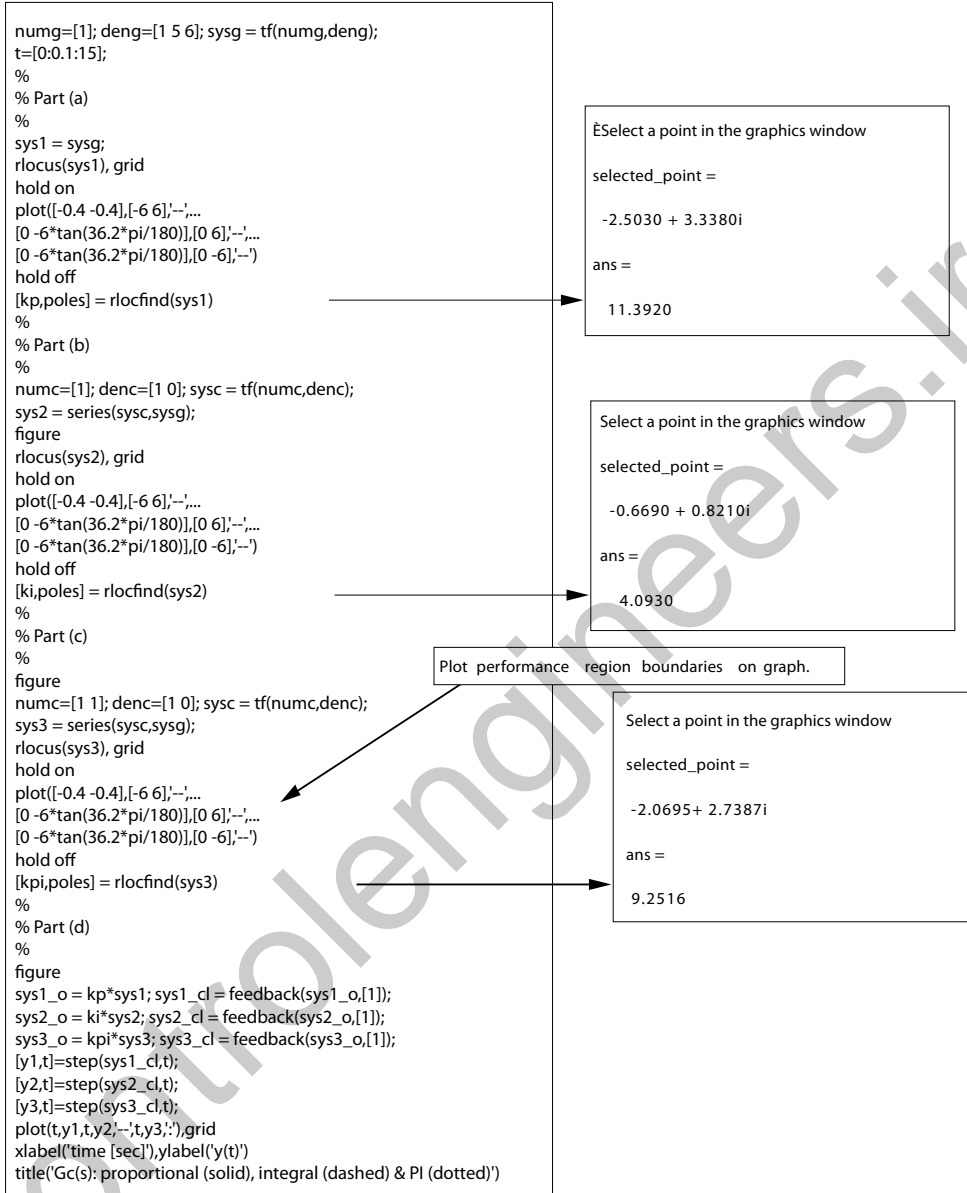 numg=[1]; deng=[1 5 6]; sysg = tf(numg,deng);
t=[0:0.1:15];
%
% Part (a)
%
sys1 = sysg;
rlocus(sys1), grid
hold on
plot([-0.4 -0.4],[-6 6],'--',...
[0 -6*tan(36.2*pi/180)],[0 6],'--',...
[0 -6*tan(36.2*pi/180)],[0 -6],'--')
hold off
[kp,poles] = rlocfind(sys1)
%
% Part (b)
%
numc=[1]; denc=[1 0]; sysc = tf(numc,denc);
sys2 = series(sysc,sysg);
figure
rlocus(sys2), grid
hold on
plot([-0.4 -0.4],[-6 6],'--',...
[0 -6*tan(36.2*pi/180)],[0 6],'--',...
[0 -6*tan(36.2*pi/180)],[0 -6],'--')
hold off
[ki,poles] = rlocfind(sys2)
%
% Part (c)
%
figure
numc=[1 1]; denc=[1 0]; sysc = tf(numc,denc);
sys3 = series(sysc,sysg);
rlocus(sys3), grid
hold on
plot([-0.4 -0.4],[-6 6],'--',...
[0 -6*tan(36.2*pi/180)],[0 6],'--',...
[0 -6*tan(36.2*pi/180)],[0 -6],'--')
hold off
[kpi,poles] = rlocfind(sys3)
%
% Part (d)
%
figure
sys1_o = kp*sys1; sys1_cl = feedback(sys1_o,[1]);
sys2_o = ki*sys2; sys2_cl = feedback(sys2_o,[1]);
sys3_o = kpi*sys3; sys3_cl = feedback(sys3_o,[1]);
[y1,t]=step(sys1_cl,t);
[y2,t]=step(sys2_cl,t);
[y3,t]=step(sys3_cl,t);
plot(t,y1,t,y2,'--',t,y3,':'),grid
xlabel('time [sec]'),ylabel('y(t)')
title('Gc(s): proportional (solid), integral (dashed) & PI (dotted)')
ÈSelect a point in the graphics window
selected_point =
-2.5030 + 3.3380i
ans =
11.3920
Select a point in the graphics window
selected_point =
-0.6690 + 0.8210i
ans =
4.0930
Plot performance region boundaries on graph.
Select a point in the graphics window
selected_point =
-2.0695+ 2.7387i
ans =
9.2516
ontrolengineers.ir